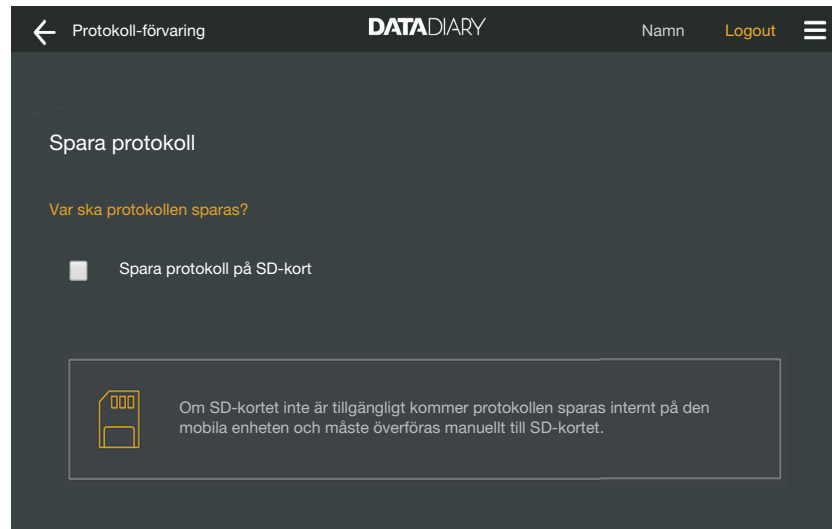 Protokoll-förvaring
DATADIARY
Namn
Logout
Spara protokoll
Var ska protokollen sparas?
Spara protokoll på SD-kort
Om SD-kortet inte är tillgängligt kommer protokollen sparas internt på den
mobila enheten och måste överföras manuellt till SD-kortet.